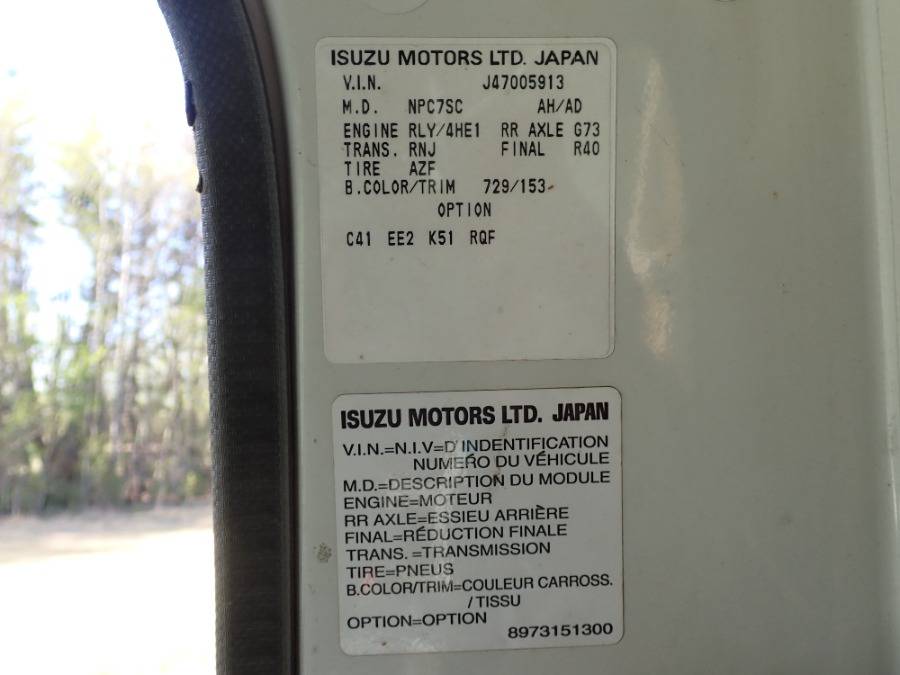 ISUZU MOTORS LTD. JAPAN
V.I.N. J47005913
M.D. NPC7SC AH/AD
ENGINE RLY/4HE1 RR AXLE G73
TRANS. RNJ FINAL R40
TIRE AZF
B.COLOR/TRIM 729/153
OPTION
C41 EE2 K51 RQF
ISUZU MOTORS LTD. JAPAN
V.I.N.=N.I.V=D'INDENTIFICATION
NUMERO DU VÉHICULE
M.D.=DESCRIPTION DU MODULE
ENGINE=MOTEUR
RR AXLE=ESSIEU ARRIÈRE
FINAL=RÉDUCTION FINALE
TRANS. =TRANSMISSION
TIRE=PNEUS
B.COLOR/TRIM=COULEUR CARROSS.
/TISSU
OPTION=OPTION
8973151300